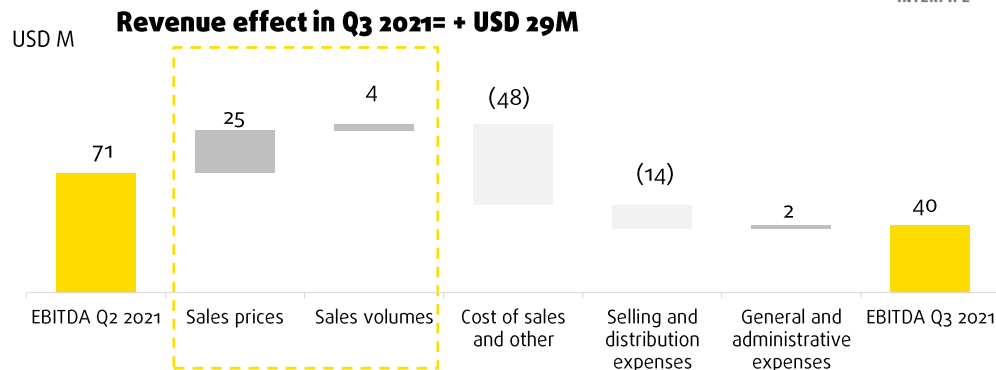 Revenue effect in Q3 2021= + USD 29M
USD M
71
25
4
(48)
(14)
2
40
EBITDA Q2 2021
Sales prices
Sales volumes
Cost of sales
and other
Selling and
distribution
expenses
General and
administrative
expenses
EBITDA Q3 2021